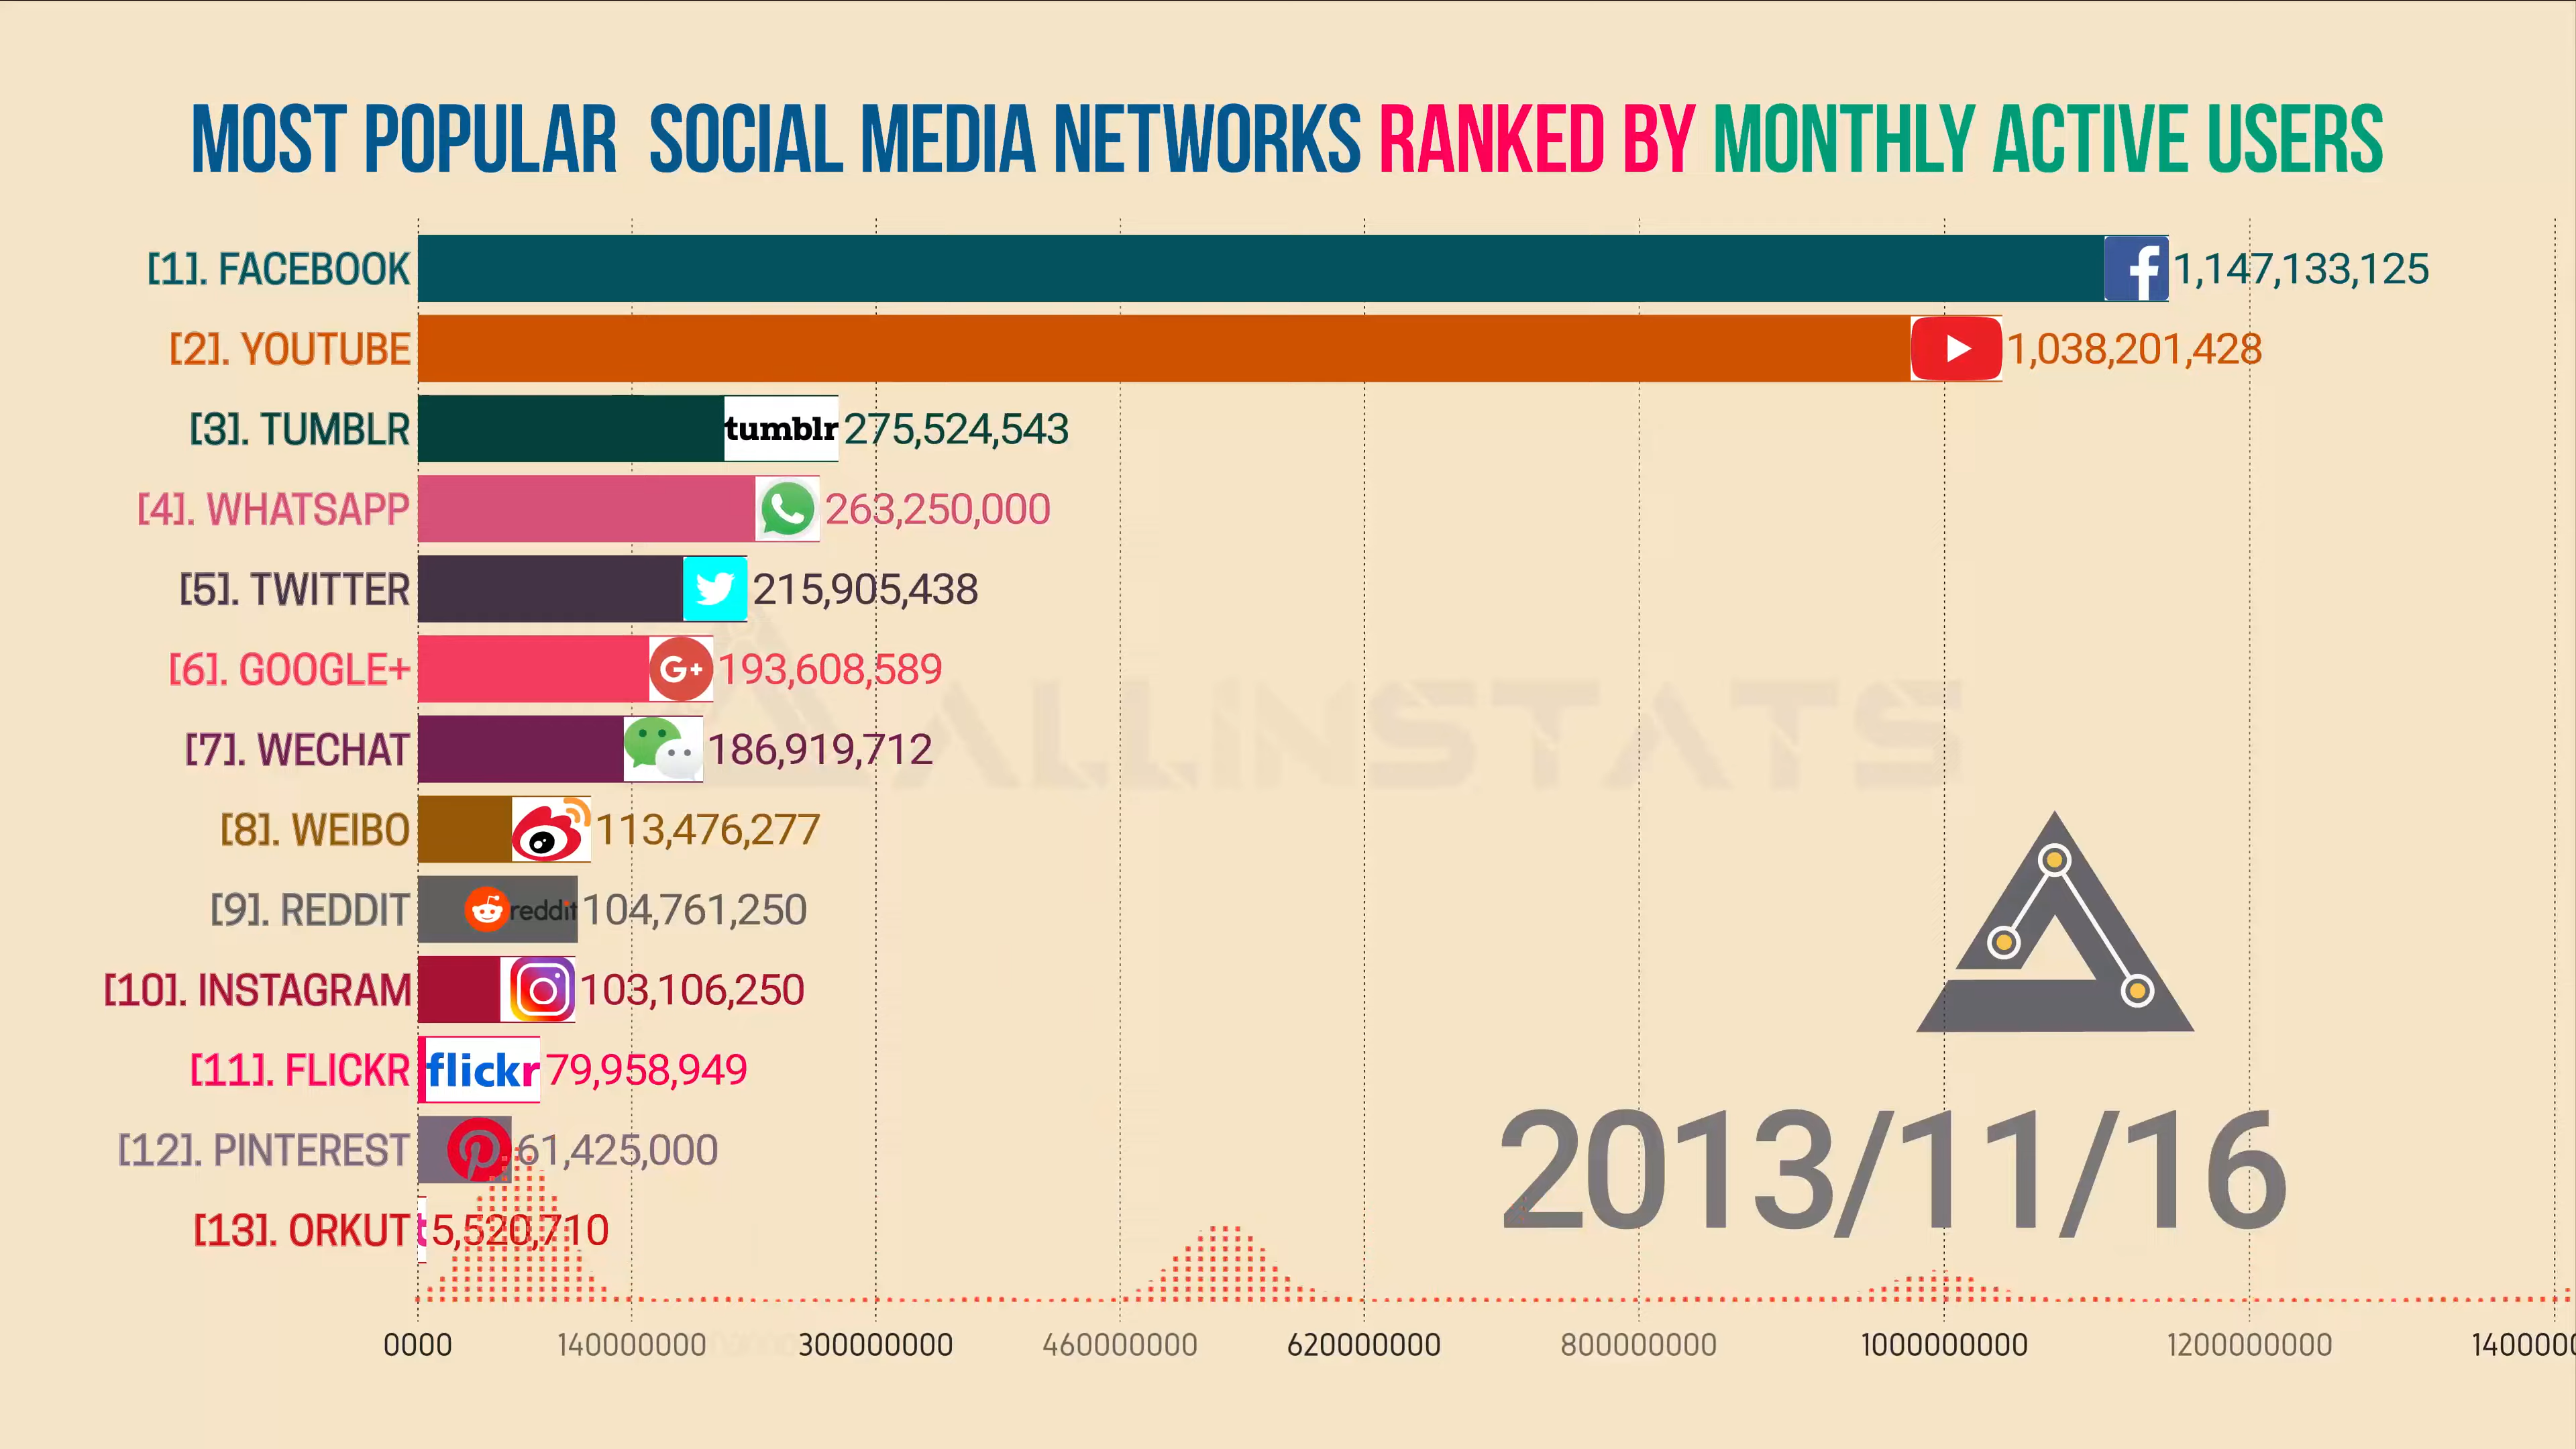 MOST POPULAR SOCIAL MEDIA NETWORKS RANKED BY MONTHLY ACTIVE USERS
[1]. FACEBOOK 1,147,133,125
[2]. YOUTUBE 1,038,201,428
[3]. TUMBLR tumblr 275,524,543
[4]. WHATSAPP 263,250,000
[5]. TWITTER 215,905,438
[6]. GOOGLE+ G+ 193,608,589
[7]. WECHAT 186,919,712
ALLINSTATS
[8]. WEIBO 113,476,277
[9]. REDDIT reddit 104,761,250
[10]. INSTAGRAM 103,106,250
[11]. FLICKR flickr 79,958,949
[12]. PINTEREST 61,425,000
2013/11/16
[13]. ORKUT t 5,520,710
0000 140000000 300000000 460000000 620000000 800000000 1000000000 1200000000